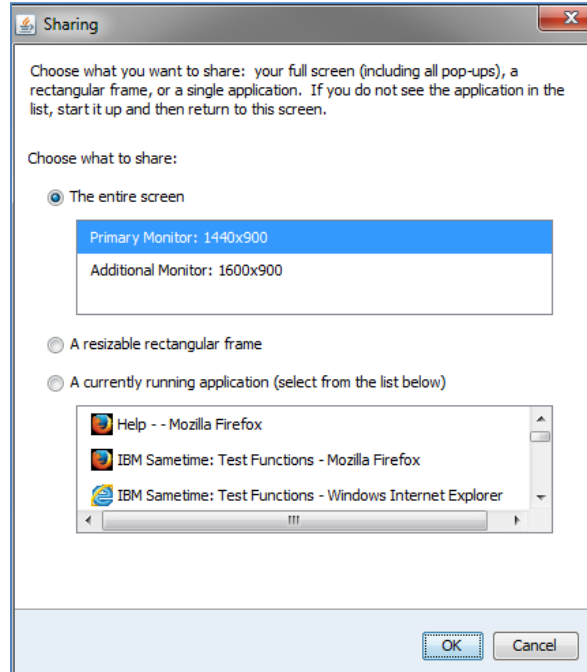 Sharing
Choose what you want to share:  your full screen (including all pop-ups), a
rectangular frame, or a single application.  If you do not see the application in the
list, start it up and then return to this screen.
Choose what to share:
The entire screen
Primary Monitor: 1440x900
Additional Monitor: 1600x900
A resizable rectangular frame
A currently running application (select from the list below)
Help - - Mozilla Firefox
IBM Sametime: Test Functions - Mozilla Firefox
IBM Sametime: Test Functions - Windows Internet Explorer
OK
Cancel